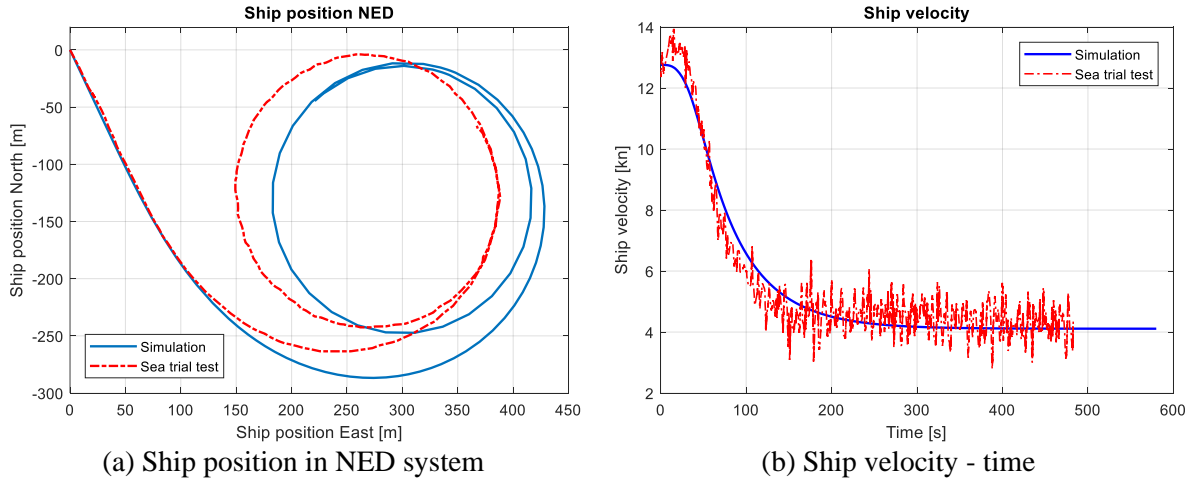 Ship position NED
0
-50
-100
-150
-200
-250
-300
Ship position North [m]
Simulation
Sea trial test
0 50 100 150 200 250 300 350 400 450
Ship position East [m]
(a) Ship position in NED system
Ship velocity
14
12
10
8
6
4
2
Ship velocity [kn]
Simulation
Sea trial test
0 100 200 300 400 500 600
Time [s]
(b) Ship velocity - time